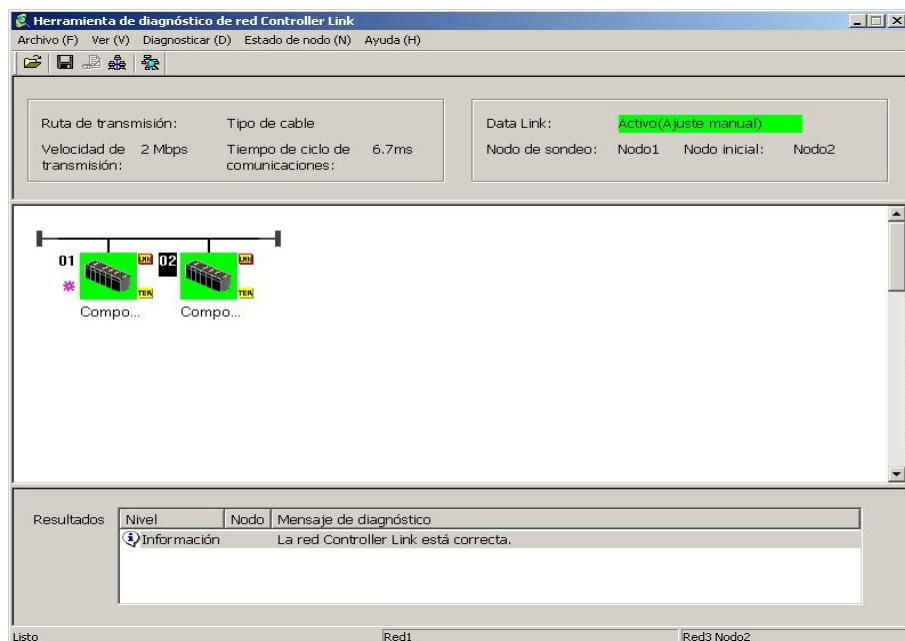 Herramienta de diagnóstico de red Controller Link
Archivo (F) Ver (V) Diagnosticar (D) Estado de nodo (N) Ayuda (H)
Ruta de transmisión: Tipo de cable
Velocidad de transmisión: 2 Mbps Tiempo de ciclo de comunicaciones: 6.7ms
Data Link: Activo(Ajuste manual)
Nodo de sondeo: Nodo1 Nodo inicial: Nodo2
01 LNK 02 LNK
TER TER
Compo... Compo...
Resultados
Nivel Nodo Mensaje de diagnóstico
Información La red Controller Link está correcta.
Listo Red1 Red3 Nodo2